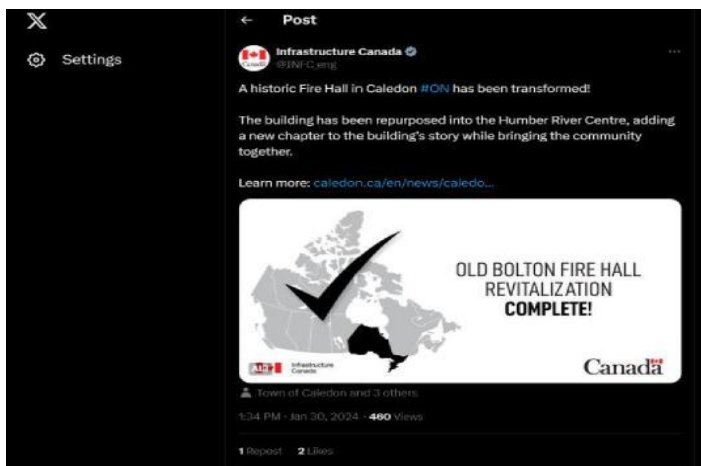 ← Post
Settings
Infrastructure Canada
@INFC_eng
A historic Fire Hall in Caledon #ON has been transformed!
The building has been repurposed into the Humber River Centre, adding
a new chapter to the building's story while bringing the community
together.
Learn more: caledon.ca/en/news/caledo...
OLD BOLTON FIRE HALL
REVITALIZATION
COMPLETE!
ALT
Infrastructure
Canada
Canada
Town of Caledon and 3 others
1:34 PM · Jan 30, 2024 · 460 Views
1 Repost 2 Likes